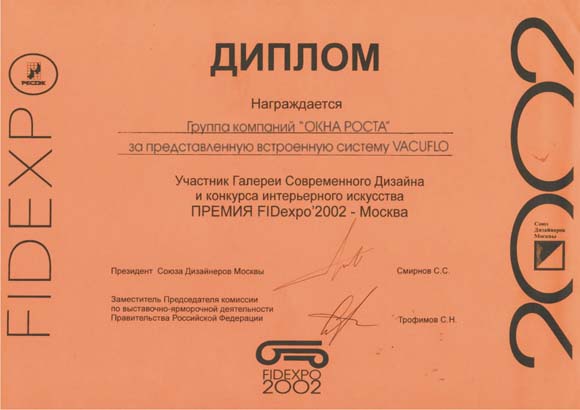 FIDEXPO
РЕСТЭК
ДИПЛОМ
Награждается
Группа компаний "ОКНА РОСТА"
за представленную встроенную систему VACUFLO
Участник Галереи Современного Дизайна
и конкурса интерьерного искусства
ПРЕМИЯ FIDexpo'2002 - Москва
Президент Союза Дизайнеров Москвы
Смирнов С.С.
Заместитель Председателя комиссии
по выставочно-ярмарочной деятельности
Правительства Российской Федерации
Трофимов С.Н.
FIDEXPO
2002
2002
Союз
Дизайнеров
Москвы